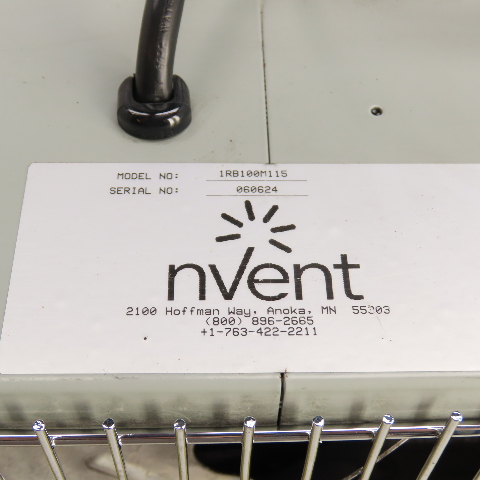 MODEL NO: 1RB100M115
SERIAL NO: 060624
nVent
2100 Hoffman Way, Anoka, MN 55303
(800) 896-2665
+1-763-422-2211